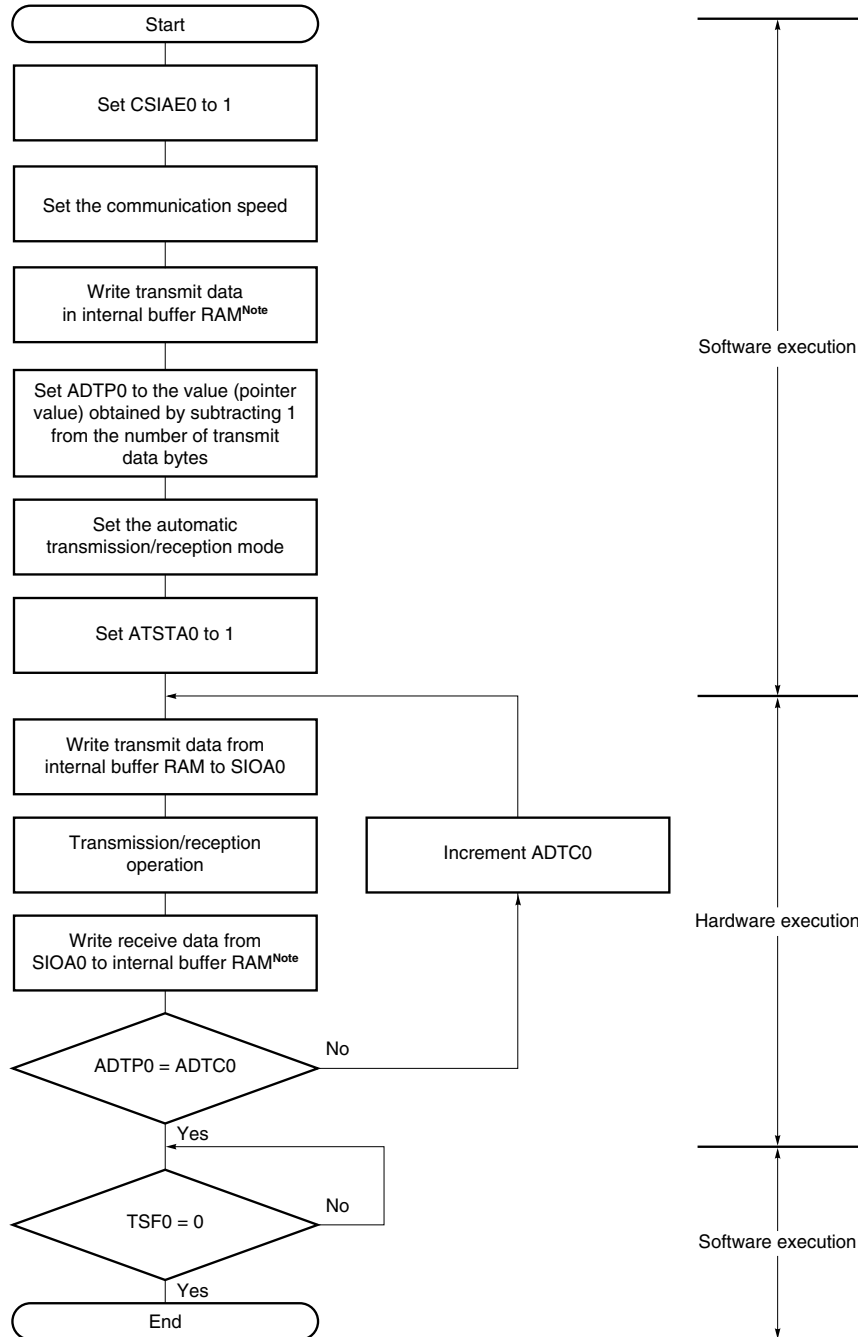 Start
Set CSIAE0 to 1
Set the communication speed
Write transmit data
in internal buffer RAMNote
Software execution
Set ADTP0 to the value (pointer
value) obtained by subtracting 1
from the number of transmit
data bytes
Set the automatic
transmission/reception mode
Set ATSTA0 to 1
Write transmit data from
internal buffer RAM to SIOA0
Transmission/reception
operation
Increment ADTC0
Write receive data from
SIOA0 to internal buffer RAMNote
Hardware execution
ADTP0 = ADTC0
No
Yes
TSF0 = 0
No
Software execution
Yes
End